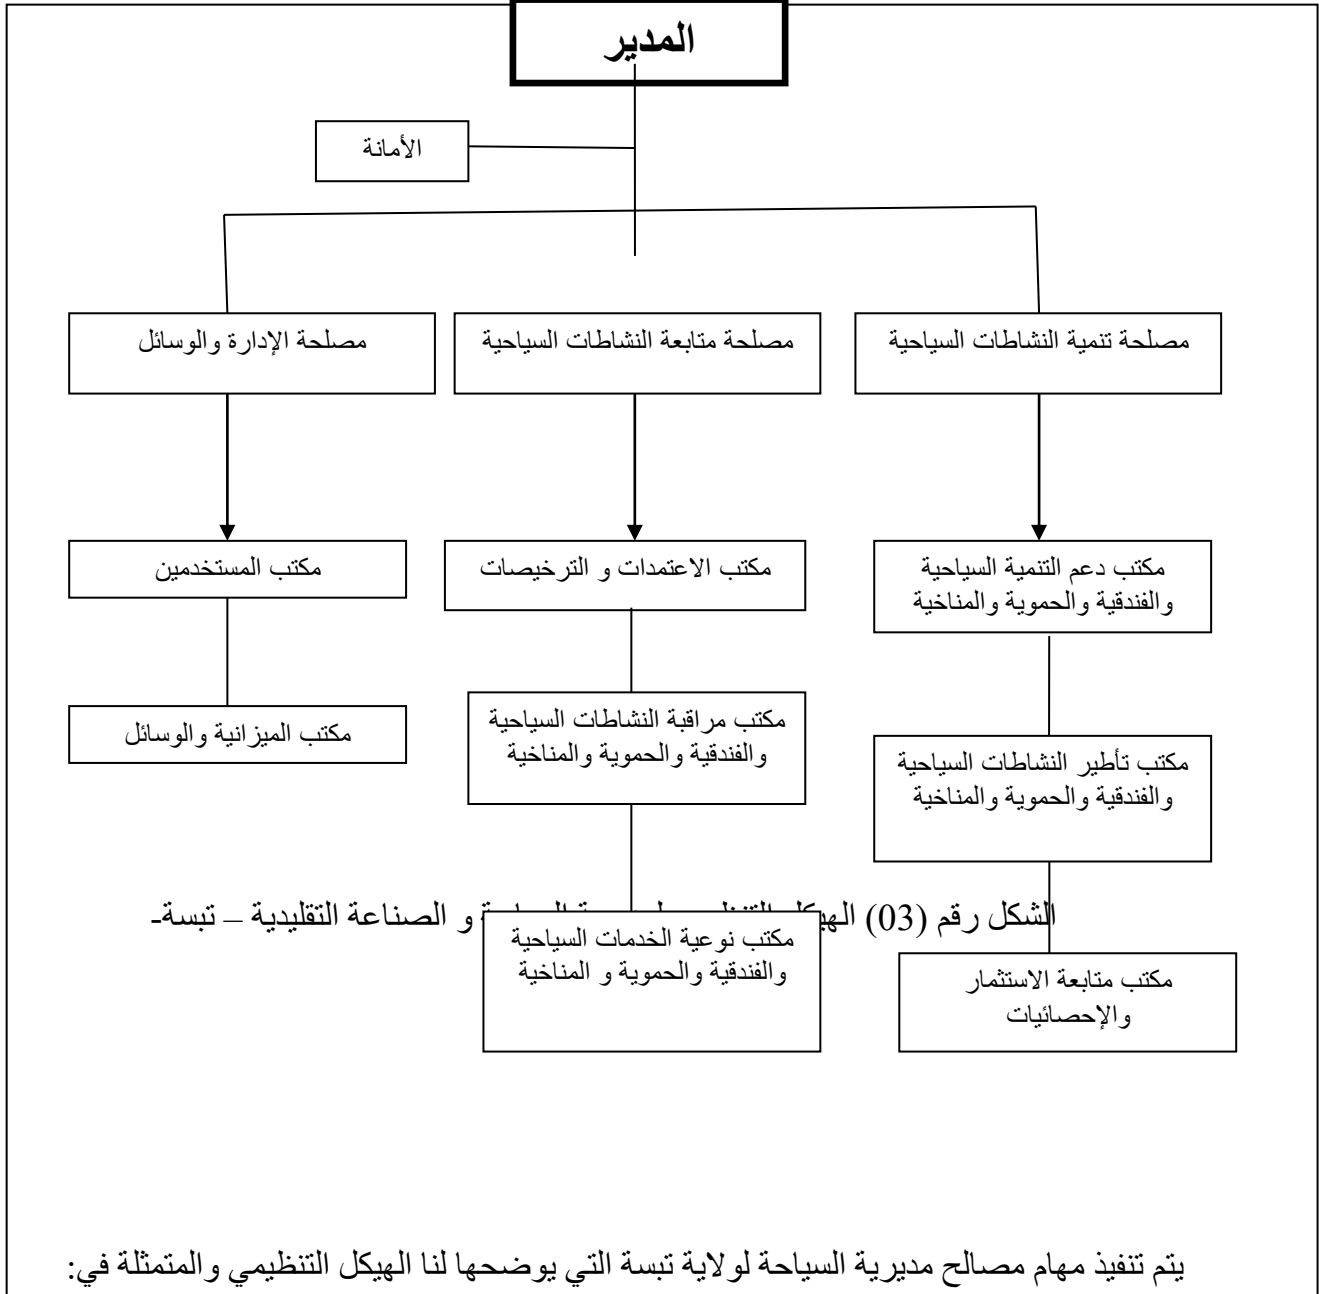 المدير
الأمانة
مصلحة تنمية النشاطات السياحية
مصلحة متابعة النشاطات السياحية
مصلحة الإدارة والوسائل
مكتب دعم التنمية السياحية
والفندقية والحموية والمناخية
مكتب الاعتمدات و الترخيصات
مكتب المستخدمين
مكتب تأطير النشاطات السياحية
والفندقية والحموية والمناخية
مكتب مراقبة النشاطات السياحية
والفندقية والحموية والمناخية
مكتب الميزانية والوسائل
الشكل رقم (03) و الصناعة التقليدية – تبسة-
مكتب نوعية الخدمات السياحية
والفندقية والحموية و المناخية
مكتب متابعة الاستثمار
والإحصائيات
يتم تنفيذ مهام مصالح مديرية السياحة لولاية تبسة التي يوضحها لنا الهيكل التنظيمي والمتمثلة في: